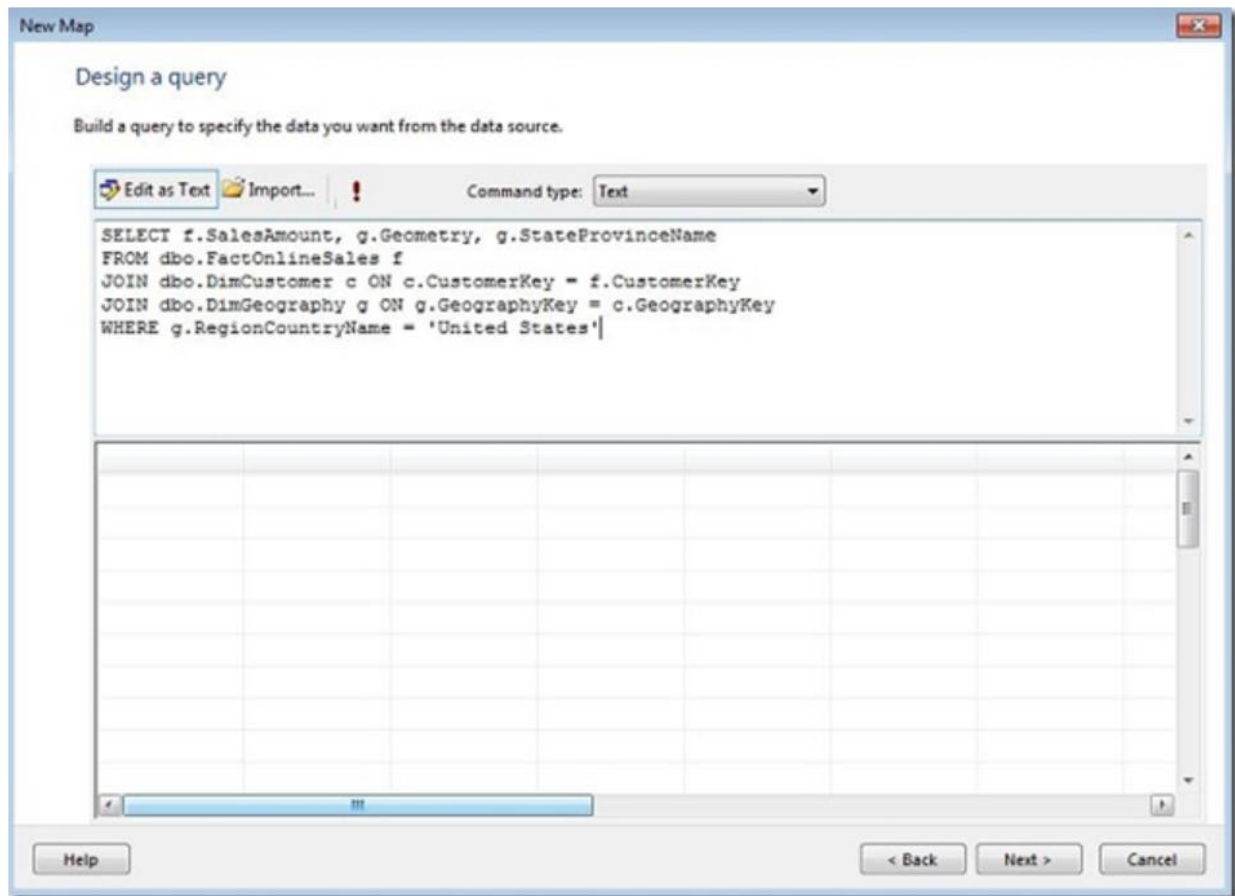 New Map
Design a query
Build a query to specify the data you want from the data source.
Edit as Text Import... ! Command type: Text
SELECT f.SalesAmount, g.Geometry, g.StateProvinceName
FROM dbo.FactOnlineSales f
JOIN dbo.DimCustomer c ON c.CustomerKey = f.CustomerKey
JOIN dbo.DimGeography g ON g.GeographyKey = c.GeographyKey
WHERE g.RegionCountryName = 'United States'
Help < Back Next > Cancel